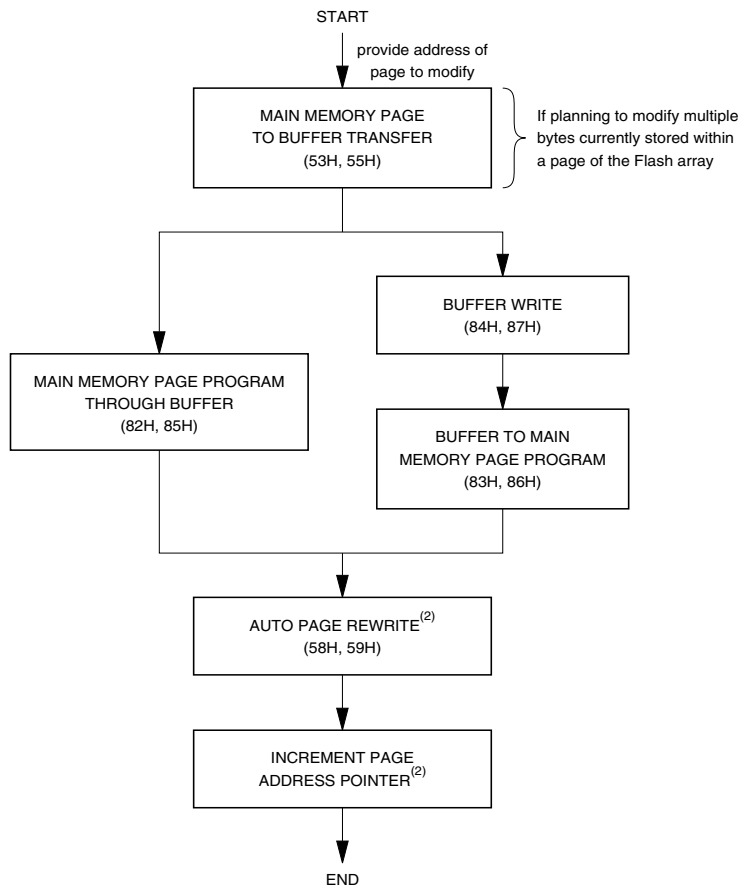 START
provide address of
page to modify
MAIN MEMORY PAGE
TO BUFFER TRANSFER
(53H, 55H)
If planning to modify multiple
bytes currently stored within
a page of the Flash array
BUFFER WRITE
(84H, 87H)
MAIN MEMORY PAGE PROGRAM
THROUGH BUFFER
(82H, 85H)
BUFFER TO MAIN
MEMORY PAGE PROGRAM
(83H, 86H)
AUTO PAGE REWRITE(2)
(58H, 59H)
INCREMENT PAGE
ADDRESS POINTER(2)
END